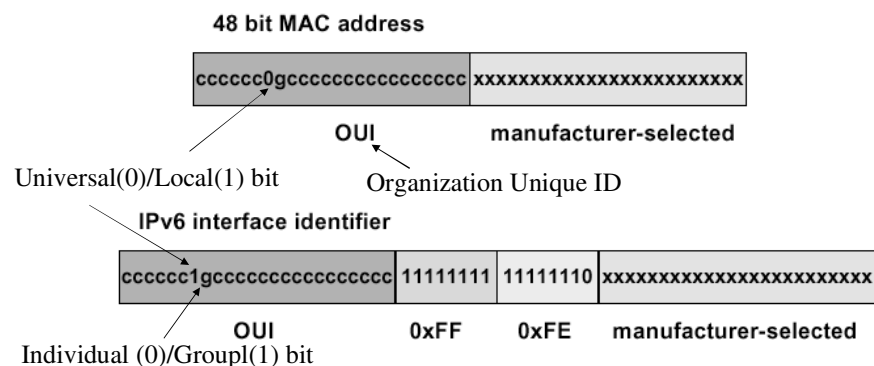 48 bit MAC address
cccccc0gcccccccccccccccc xxxxxxxxxxxxxxxxxxxxxxxx
OUI manufacturer-selected
Universal(0)/Local(1) bit Organization Unique ID
IPv6 interface identifier
cccccc1gcccccccccccccccc 11111111 11111110 xxxxxxxxxxxxxxxxxxxxxxxx
OUI 0xFF 0xFE manufacturer-selected
Individual (0)/Groupl(1) bit